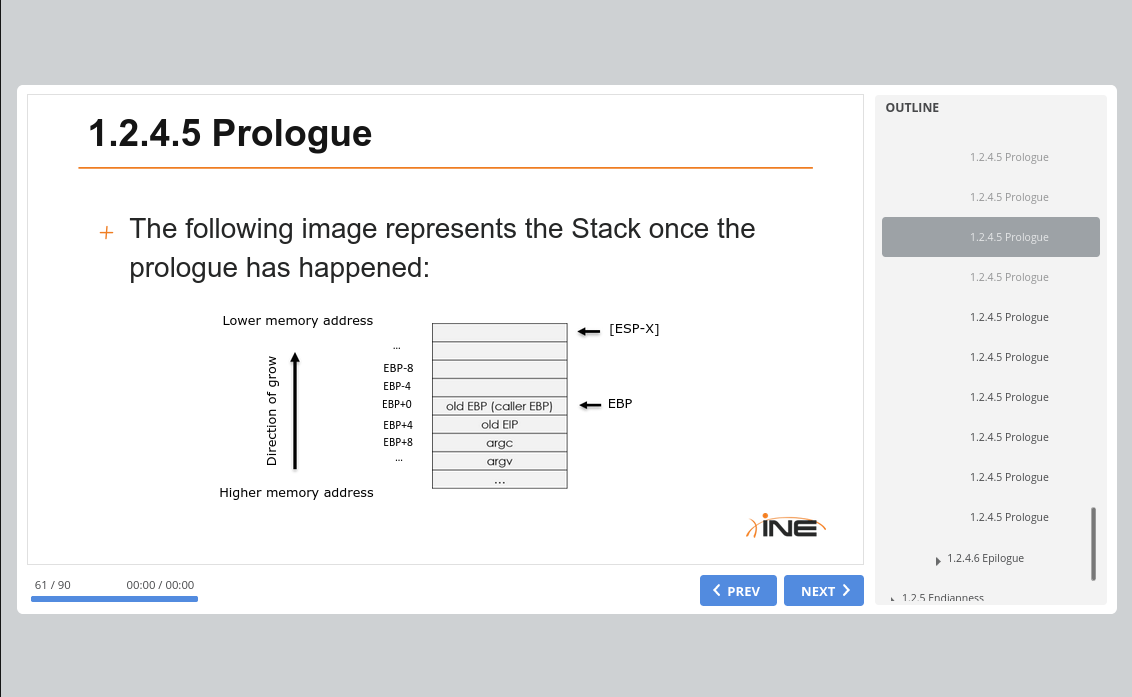 1.2.4.5 Prologue
+ The following image represents the Stack once the
prologue has happened:
Lower memory address
Direction of grow
Higher memory address
...
EBP-8
EBP-4
EBP+0
EBP+4
EBP+8
...
old EBP (caller EBP)
old EIP
argc
argv
...
[ESP-X]
EBP
INE
61 / 90
00:00 / 00:00
PREV
NEXT
OUTLINE
1.2.4.5 Prologue
1.2.4.5 Prologue
1.2.4.5 Prologue
1.2.4.5 Prologue
1.2.4.5 Prologue
1.2.4.5 Prologue
1.2.4.5 Prologue
1.2.4.5 Prologue
1.2.4.5 Prologue
1.2.4.5 Prologue
1.2.4.6 Epilogue
1.2.5 Endianness